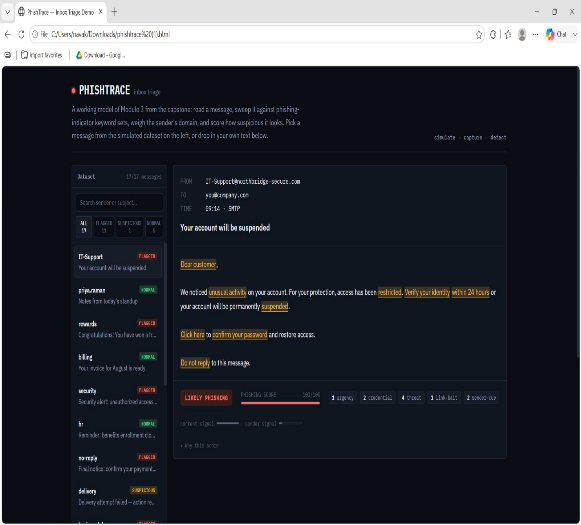 PhishTrace — Inbox Triage Demo
File C:/Users/navak/Downloads/phishtrace%20(1).html
Chat
Import favorites
Download - Googl...
PHISHTRACE inbox triage
A working model of Module 3 from the capstone: read a message, sweep it against phishing-
indicator keyword sets, weigh the sender's domain, and score how suspicious it looks. Pick a
message from the simulated dataset on the left, or drop in your own text below.
simulate · capture · detect
Dataset 17/17 messages
Search sender or subject...
ALL FLAGGED SUSPICIOUS NORMAL
IT-Support FLAGGED
Your account will be suspended
priya.raman NORMAL
Notes from today's standup
rewards FLAGGED
Congratulations: You have won a fr...
billing NORMAL
Your invoice for August is ready
security FLAGGED
Security alert: unauthorized access ...
hr NORMAL
Reminder: benefits enrollment clo...
no-reply FLAGGED
Final notice: confirm your payment...
delivery SUSPICIOUS
Delivery attempt failed — action re...
FROM IT-Support@northbridge-secure.com
TO you@company.com
TIME 09:14 · SMTP
Your account will be suspended
Dear customer,
We noticed unusual activity on your account. For your protection, access has been restricted. Verify your identity within 24 hours or
your account will be permanently suspended.
Click here to confirm your password and restore access.
Do not reply to this message.
LIKELY PHISHING PHISHING SCORE 100/100 1 urgency 2 credential 4 threat 1 link-bait 2 sender-cue
content signal sender signal
why this score